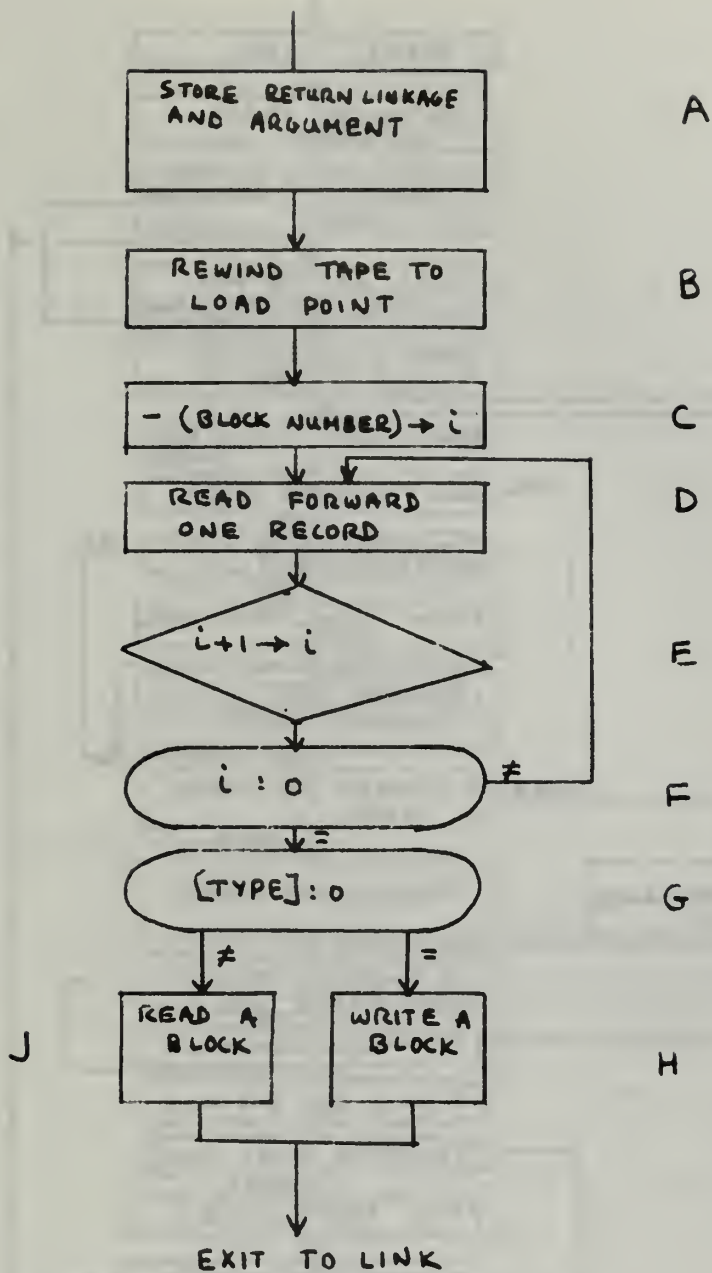 STORE RETURN LINKAGE
AND ARGUMENT
A
REWIND TAPE TO
LOAD POINT
B
- (BLOCK NUMBER) → i
C
READ FORWARD
ONE RECORD
D
i+1 → i
E
i : 0
≠
F
=
[TYPE] : 0
G
≠
=
READ A
BLOCK
J
WRITE A
BLOCK
H
EXIT TO LINK